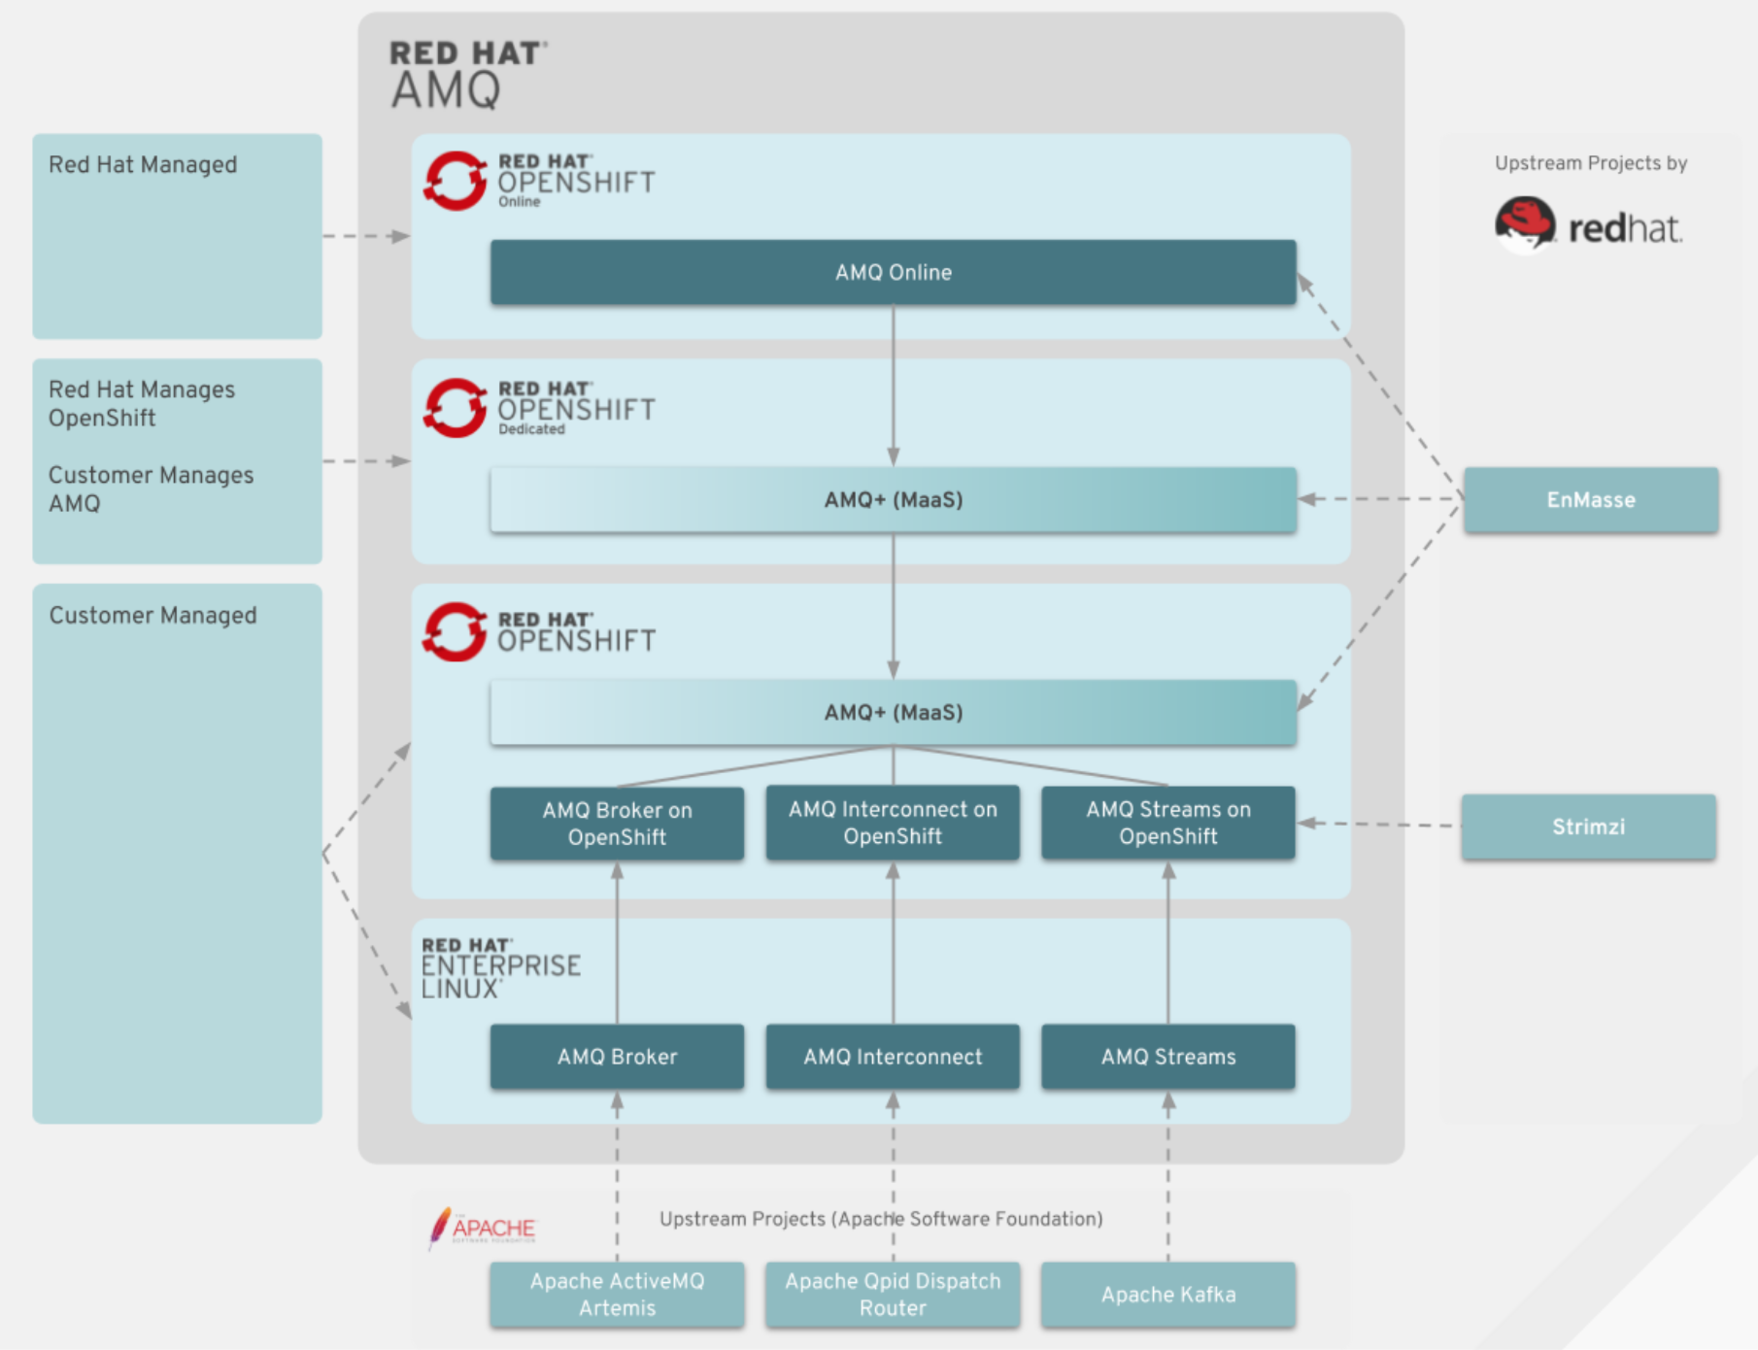 RED HAT
AMQ
Red Hat Managed
RED HAT
OPENSHIFT
Online
AMQ Online
Upstream Projects by
redhat.
Red Hat Manages
OpenShift
Customer Manages
AMQ
RED HAT
OPENSHIFT
Dedicated
AMQ+ (MaaS)
EnMasse
Customer Managed
RED HAT
OPENSHIFT
AMQ+ (MaaS)
AMQ Broker on
OpenShift
AMQ Interconnect on
OpenShift
AMQ Streams on
OpenShift
Strimzi
RED HAT
ENTERPRISE
LINUX
AMQ Broker
AMQ Interconnect
AMQ Streams
APACHE
SOFTWARE FOUNDATION
Upstream Projects (Apache Software Foundation)
Apache ActiveMQ
Artemis
Apache Qpid Dispatch
Router
Apache Kafka